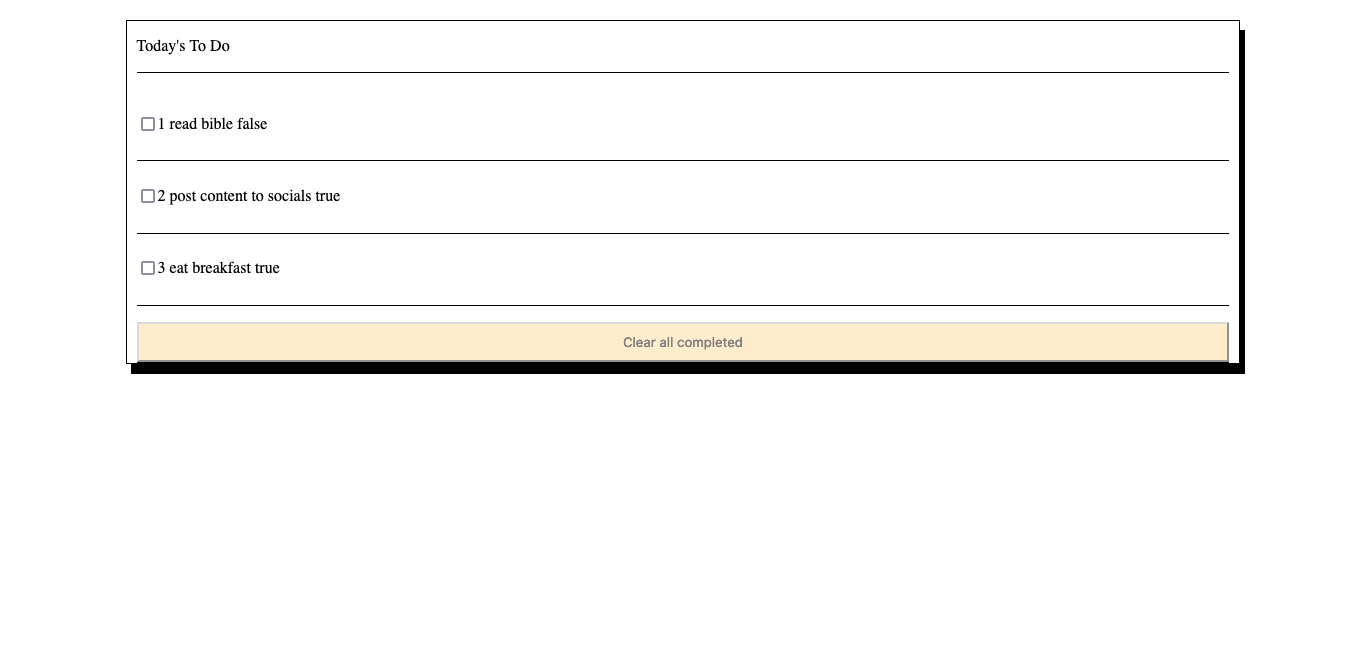 Today's To Do
1 read bible false
2 post content to socials true
3 eat breakfast true
Clear all completed